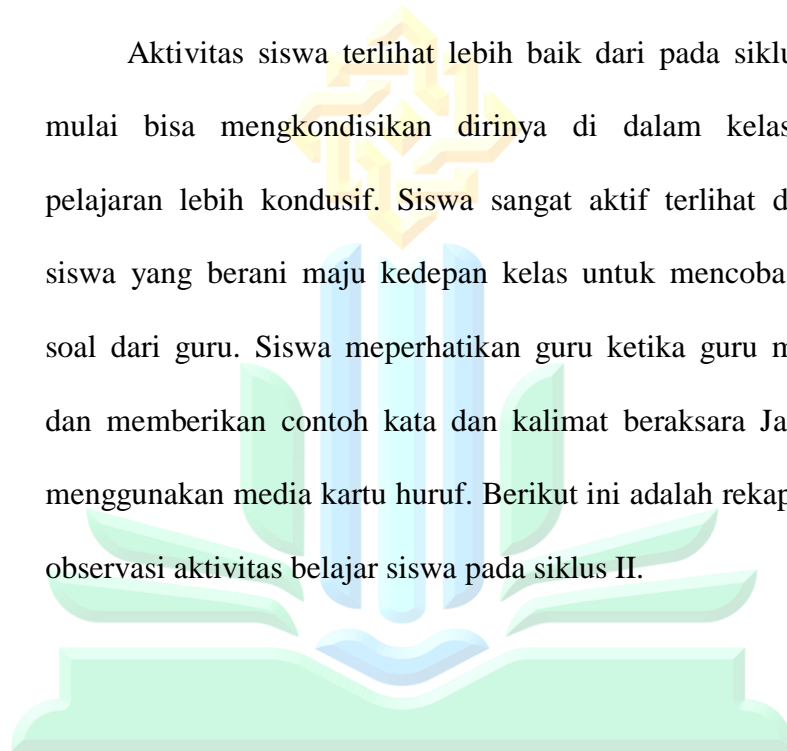 Aktivitas siswa terlihat lebih baik dari pada
mulai bisa mengkondisikan dirinya di dalam
pelajaran lebih kondusif. Siswa sangat aktif terlihat
siswa yang berani maju kedepan kelas untuk
soal dari guru. Siswa meperhatikan guru ketika guru
dan memberikan contoh kata dan kalimat beraksara
menggunakan media kartu huruf. Berikut ini adalah
observasi aktivitas belajar siswa pada siklus II.